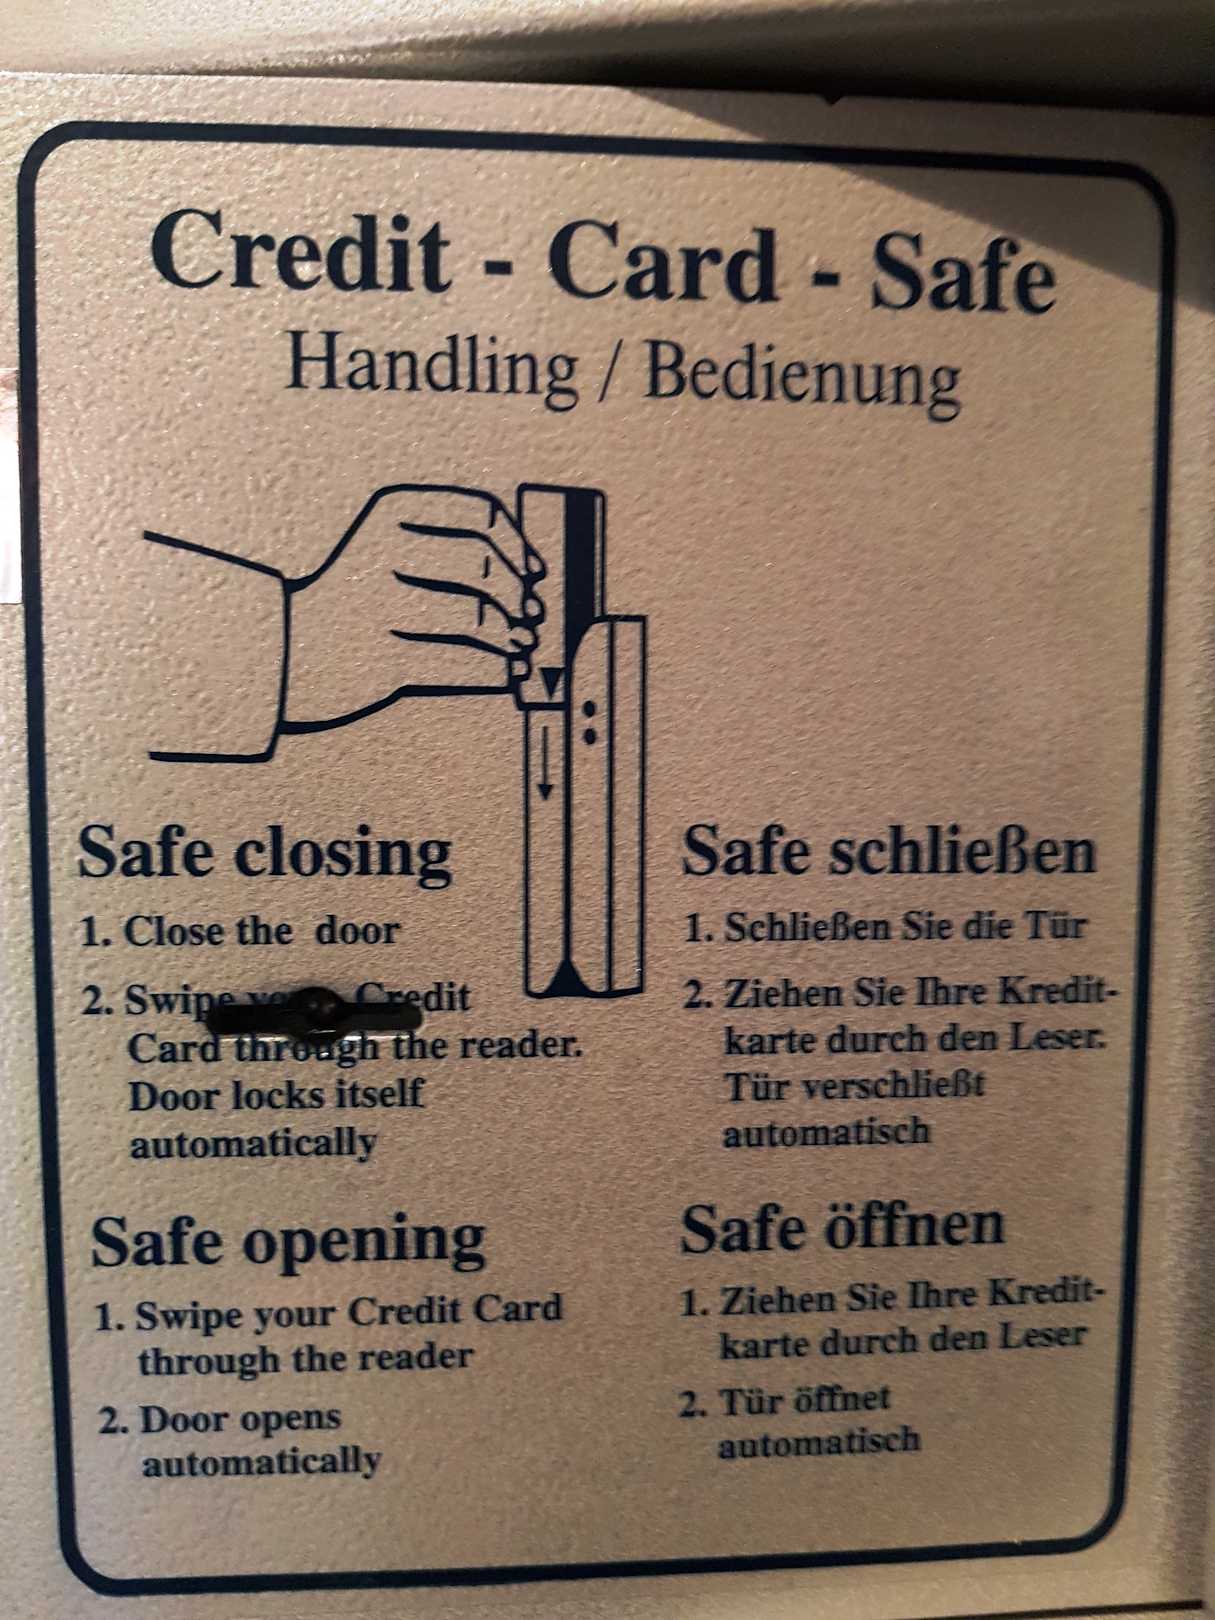 Credit - Card - Safe
Handling / Bedienung
Safe closing
1. Close the door
2. Swipe your Credit
Card through the reader.
Door locks itself
automatically
Safe schließen
1. Schließen Sie die Tür
2. Ziehen Sie Ihre Kredit-
karte durch den Leser.
Tür verschließt
automatisch
Safe opening
1. Swipe your Credit Card
through the reader
2. Door opens
automatically
Safe öffnen
1. Ziehen Sie Ihre Kredit-
karte durch den Leser
2. Tür öffnet
automatisch